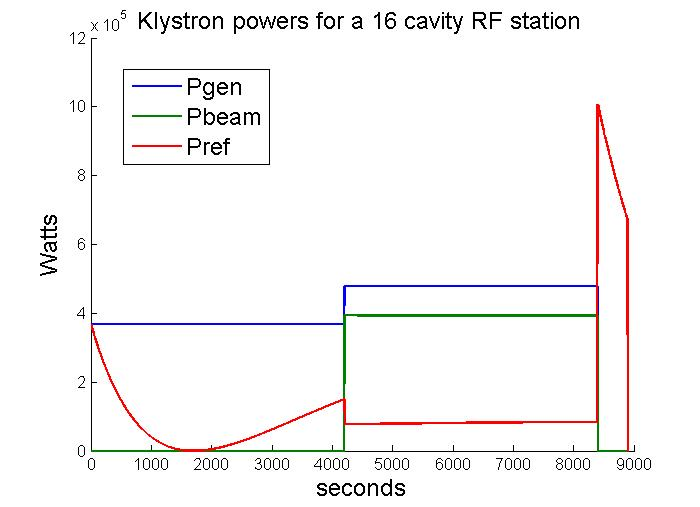 x 10^5 Klystron powers for a 16 cavity RF station
12
10
8
6
4
2
0
Watts
Pgen
Pbeam
Pref
0 1000 2000 3000 4000 5000 6000 7000 8000 9000
seconds